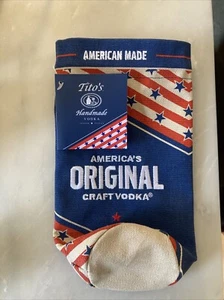 AMERICAN MADE
Tito's
Handmade
VODKA
AMERICA'S
ORIGINAL
CRAFT VODKA®